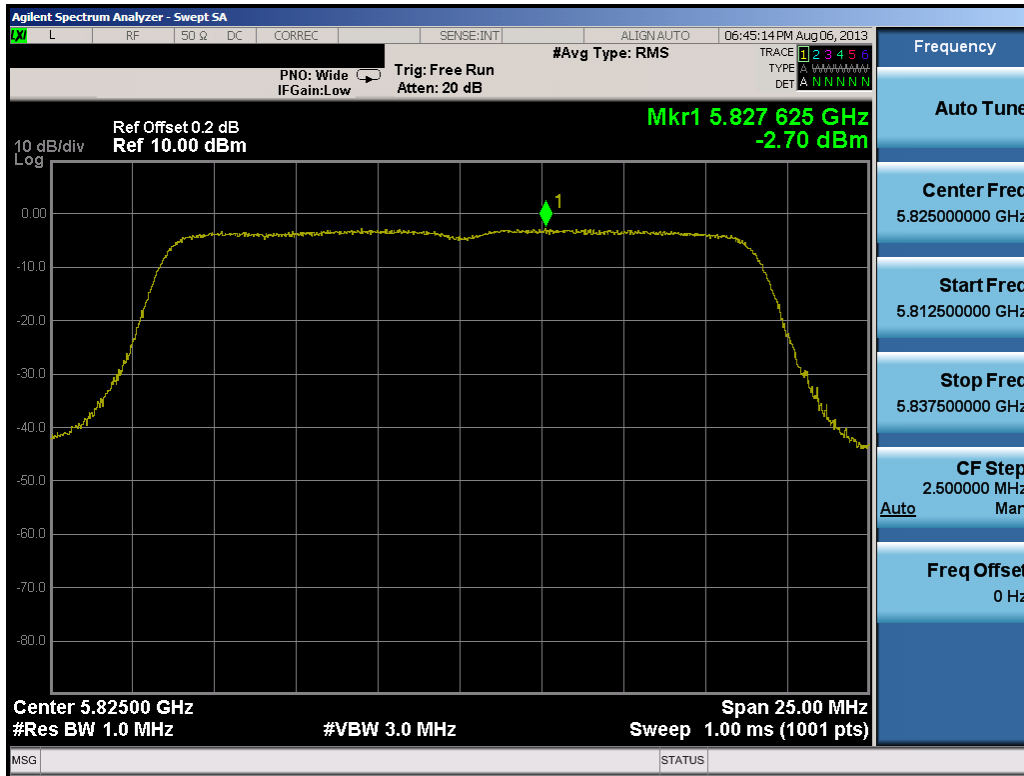 Agilent Spectrum Analyzer - Swept SA
LXI L RF 50 Ω DC CORREC SENSE:INT ALIGN AUTO 06:45:14 PM Aug 06, 2013
PNO: Wide
IFGain:Low
Trig: Free Run
Atten: 20 dB
#Avg Type: RMS
TRACE 1 2 3 4 5 6
TYPE A WWWWW
DET A N N N N N
Ref Offset 0.2 dB
Ref 10.00 dBm
10 dB/div
Log
Mkr1 5.827 625 GHz
-2.70 dBm
1
0.00
-10.0
-20.0
-30.0
-40.0
-50.0
-60.0
-70.0
-80.0
Center 5.82500 GHz
Span 25.00 MHz
#Res BW 1.0 MHz
#VBW 3.0 MHz
Sweep 1.00 ms (1001 pts)
MSG
STATUS
Frequency
Auto Tune
Center Freq
5.825000000 GHz
Start Freq
5.812500000 GHz
Stop Freq
5.837500000 GHz
CF Step
2.500000 MHz
Auto Man
Freq Offset
0 Hz